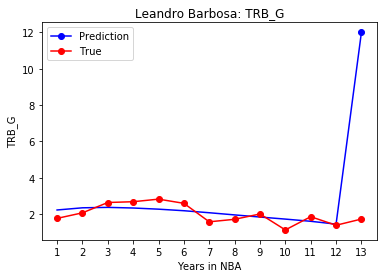 Leandro Barbosa: TRB_G
Prediction
True
12
10
8
6
4
2
TRB_G
1 2 3 4 5 6 7 8 9 10 11 12 13
Years in NBA